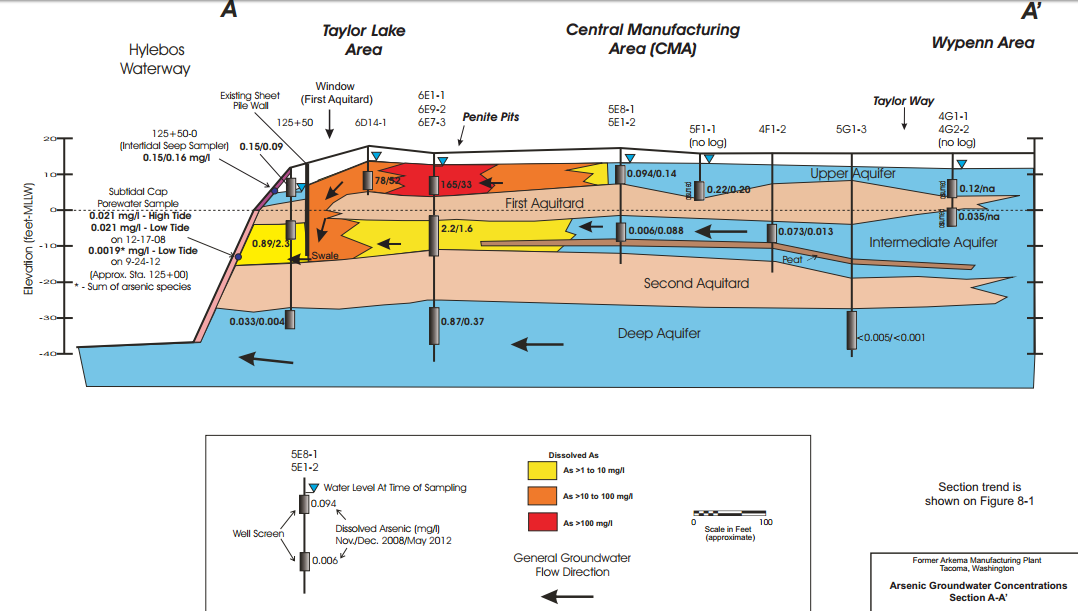 A
A'
Hylebos
Waterway
Taylor Lake
Area
Central Manufacturing
Area (CMA)
Wypenn Area
Existing Sheet
Pile Wall
Window
(First Aquitard)
6E1-1
6E9-2
6E7-3
Penite Pits
5E8-1
5E1-2
Taylor Way
4G1-1
4G2-2
(no log)
125+50
6D14-1
5F1-1
(no log)
4F1-2
5G1-3
125+50-0
(Intertidal Seep Sampler)
0.15/0.16 mg/l
0.15/0.09
Subtidal Cap
Porewater Sample
0.021 mg/l - High Tide
0.021 mg/l - Low Tide
on 12-17-08
0.0019* mg/l - Low Tide
on 9-24-12
(Approx. Sta. 125+00)
* - Sum of arsenic species
Elevation (feet-MLLW)
20
10
0
-10
-20
-30
-40
78/52
165/33
0.094/0.14
0.22/0.20
Upper Aquifer
0.12/na
First Aquitard
0.035/na
0.89/2.3
2.2/1.6
0.006/0.088
0.073/0.013
Intermediate Aquifer
Swale
Peat
Second Aquitard
0.033/0.004
0.87/0.37
Deep Aquifer
<0.005/<0.001
5E8-1
5E1-2
Water Level At Time of Sampling
0.094
Well Screen
Dissolved Arsenic (mg/l)
Nov./Dec. 2008/May 2012
0.006
Dissolved As
As >1 to 10 mg/l
As >10 to 100 mg/l
As >100 mg/l
General Groundwater
Flow Direction
0
100
Scale in Feet
(approximate)
Section trend is
shown on Figure 8-1
Former Arkema Manufacturing Plant
Tacoma, Washington
Arsenic Groundwater Concentrations
Section A-A'